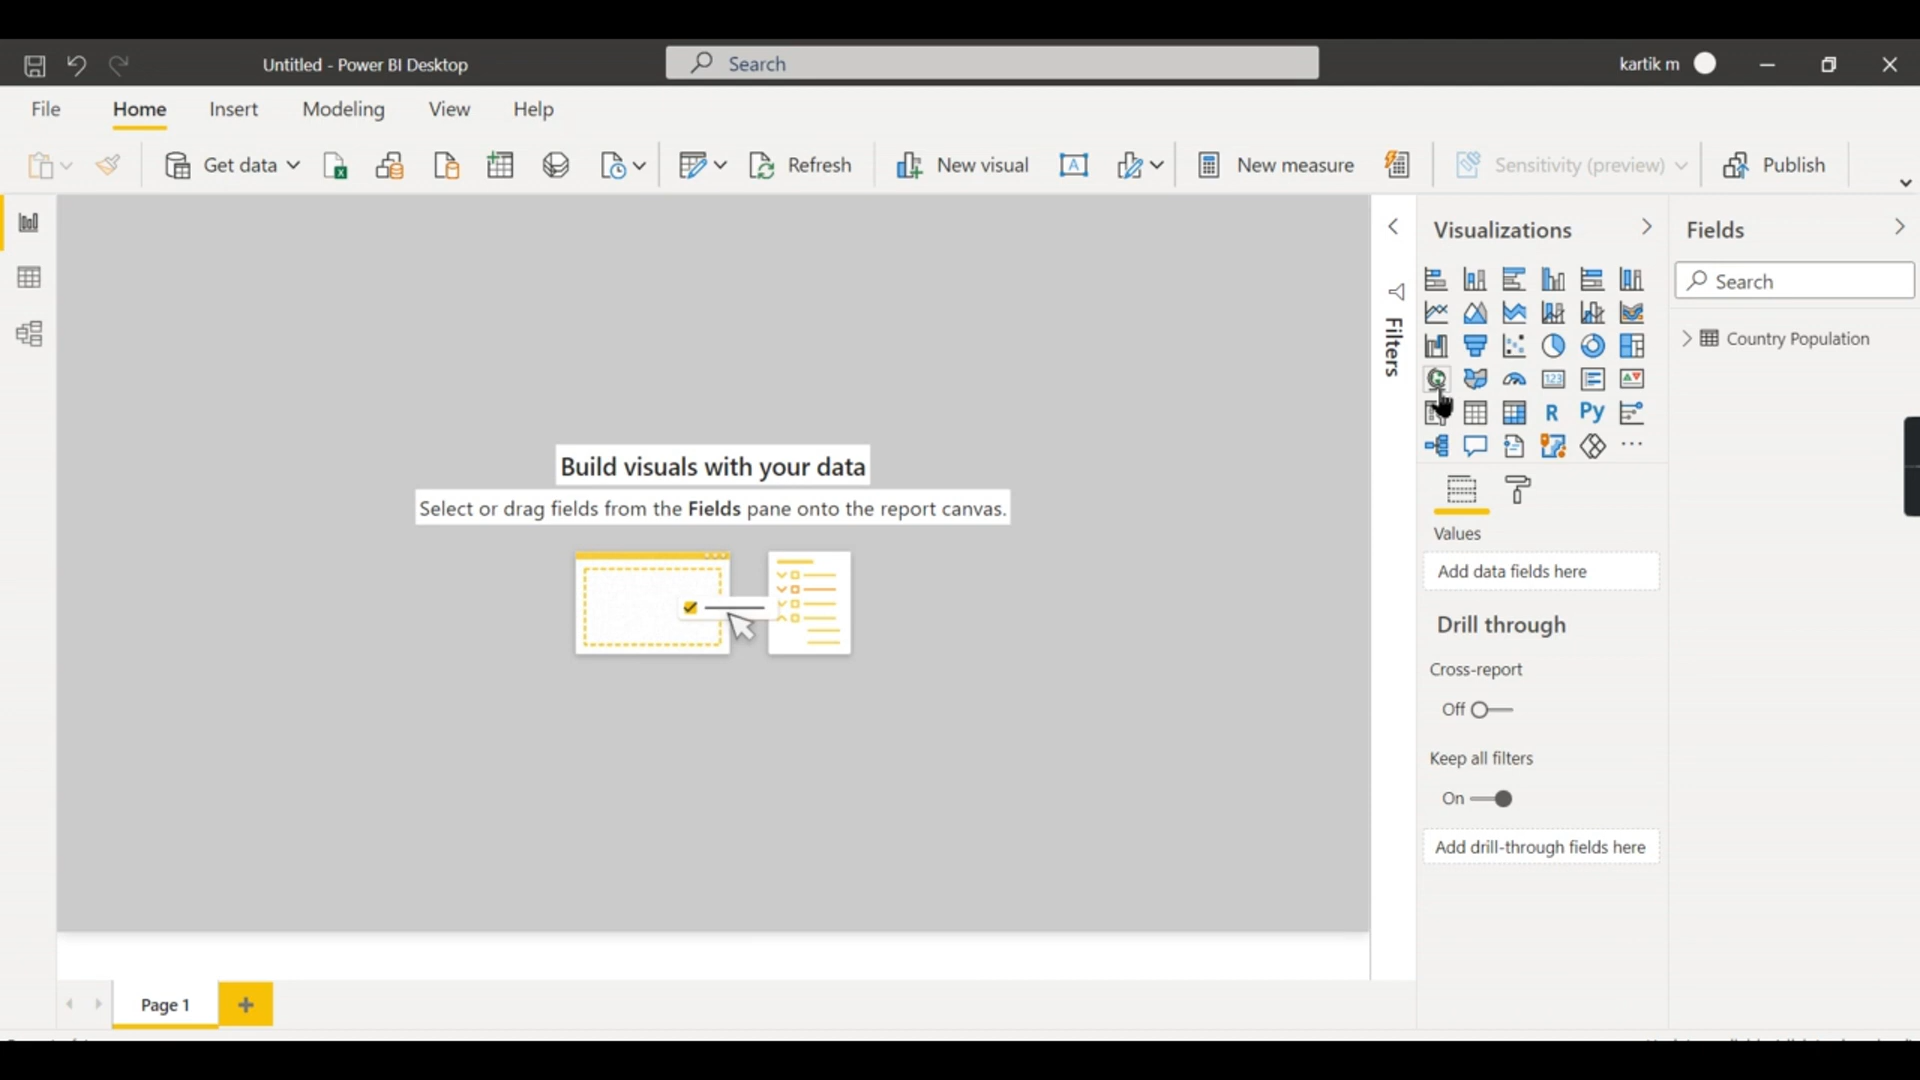 Untitled - Power BI Desktop
Search
kartik m
File
Home
Insert
Modeling
View
Help
Get data
Refresh
New visual
New measure
Sensitivity (preview)
Publish
Build visuals with your data
Select or drag fields from the Fields pane onto the report canvas.
Filters
Visualizations
123
R
Py
Values
Add data fields here
Drill through
Cross-report
Off
Keep all filters
On
Add drill-through fields here
Fields
Search
Country Population
Page 1